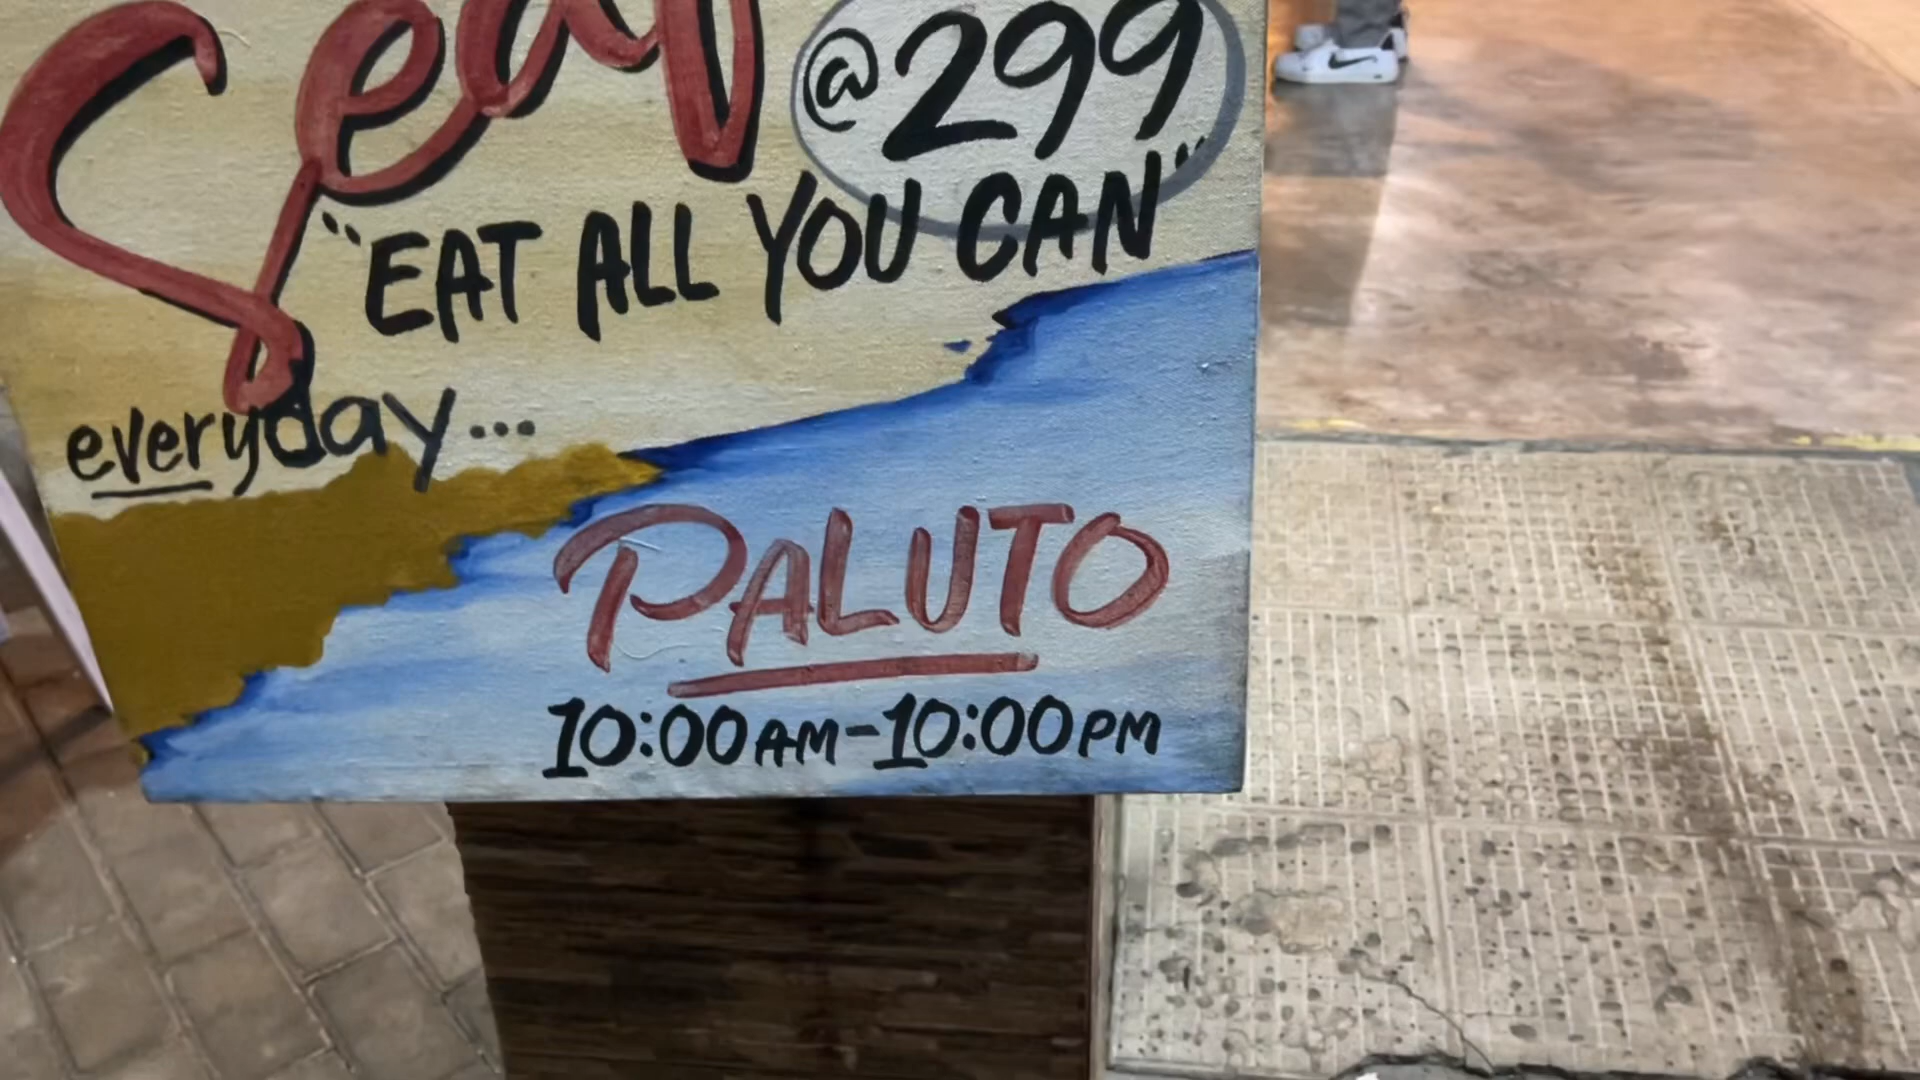 @299
"EAT ALL YOU CAN"
everyday...
PALUTO
10:00AM-10:00PM